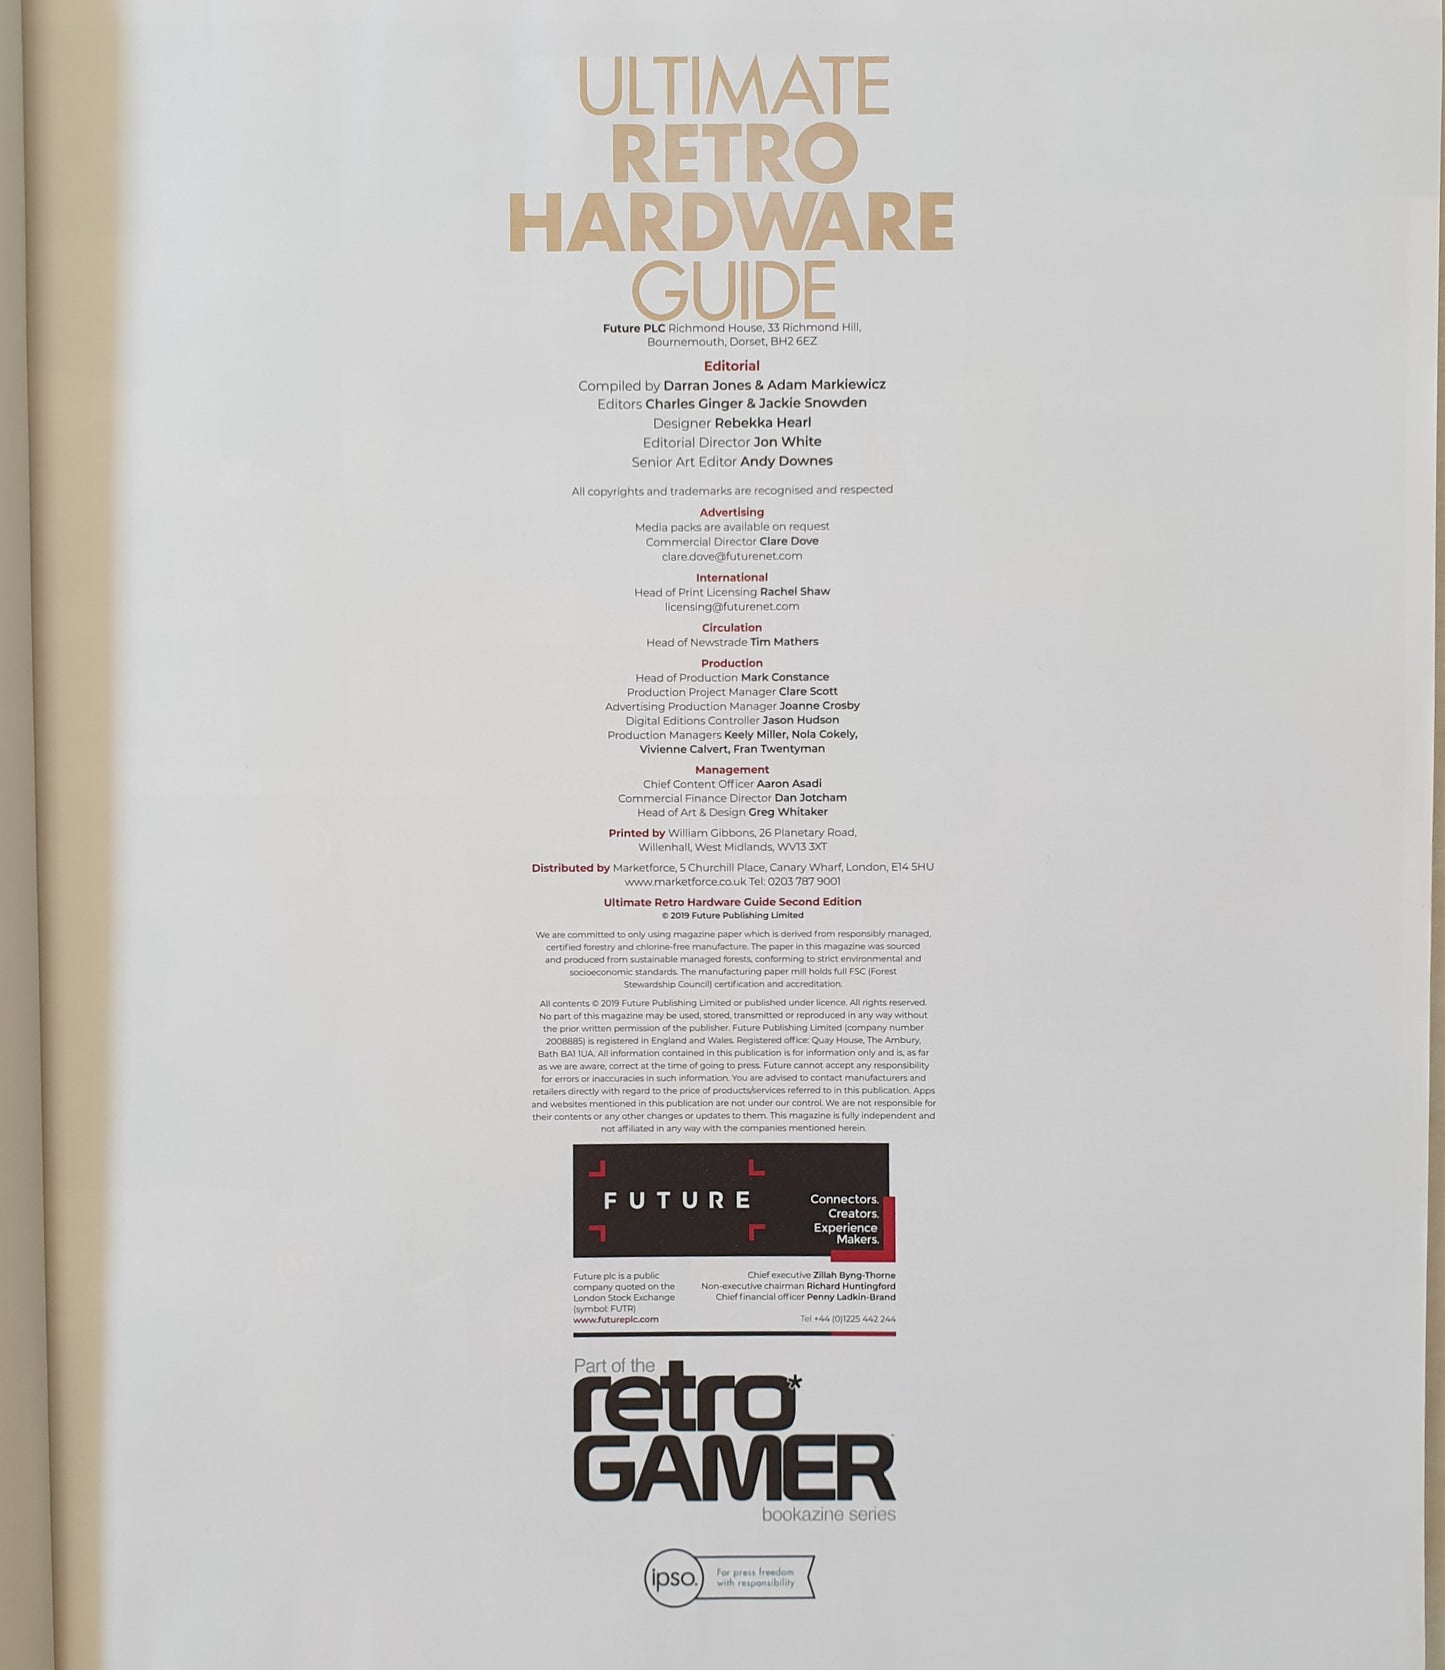 ULTIMATE
RETRO
HARDWARE
GUIDE
Future PLC Richmond House, 33 Richmond Hill,
Bournemouth, Dorset, BH2 6EZ
Editorial
Compiled by Darran Jones & Adam Markiewicz
Editors Charles Ginger & Jackie Snowden
Designer Rebekka Hearl
Editorial Director Jon White
Senior Art Editor Andy Downes
All copyrights and trademarks are recognised and respected
Advertising
Media packs are available on request
Commercial Director Clare Dove
clare.dove@futurenet.com
International
Head of Print Licensing Rachel Shaw
licensing@futurenet.com
Circulation
Head of Newstrade Tim Mathers
Production
Head of Production Mark Constance
Production Project Manager Clare Scott
Advertising Production Manager Joanne Crosby
Digital Editions Controller Jason Hudson
Production Managers Keely Miller, Nola Cokely,
Vivienne Calvert, Fran Twentyman
Management
Chief Content Officer Aaron Asadi
Commercial Finance Director Dan Jotcham
Head of Art & Design Greg Whitaker
Printed by William Gibbons, 26 Planetary Road,
Willenhall, West Midlands, WV13 3XT
Distributed by Marketforce, 5 Churchill Place, Canary Wharf, London, E14 5HU
www.marketforce.co.uk Tel: 0203 787 9001
Ultimate Retro Hardware Guide Second Edition
© 2019 Future Publishing Limited
We are committed to only using magazine paper which is derived from responsibly managed,
certified forestry and chlorine-free manufacture. The paper in this magazine was sourced
and produced from sustainable managed forests, conforming to strict environmental and
socioeconomic standards. The manufacturing paper mill holds full FSC (Forest
Stewardship Council) certification and accreditation.
All contents © 2019 Future Publishing Limited or published under licence. All rights reserved.
No part of this magazine may be used, stored, transmitted or reproduced in any way without
the prior written permission of the publisher. Future Publishing Limited (company number
2008885) is registered in England and Wales. Registered office: Quay House, The Ambury,
Bath BA1 1UA. All information contained in this publication is for information only and is, as far
as we are aware, correct at the time of going to press. Future cannot accept any responsibility
for errors or inaccuracies in such information. You are advised to contact manufacturers and
retailers directly with regard to the price of products/services referred to in this publication. Apps
and websites mentioned in this publication are not under our control. We are not responsible for
their contents or any other changes or updates to them. This magazine is fully independent and
not affiliated in any way with the companies mentioned herein.
FUTURE
Connectors.
Creators.
Experience
Makers.
Future plc is a public
company quoted on the
London Stock Exchange
(symbol: FUTR)
www.futureplc.com
Chief executive Zillah Byng-Thorne
Non-executive chairman Richard Huntingford
Chief financial officer Penny Ladkin-Brand
Tel +44 (0)1225 442 244
Part of the
retro*
GAMER
bookazine series
ipso.
For press freedom
with responsibility